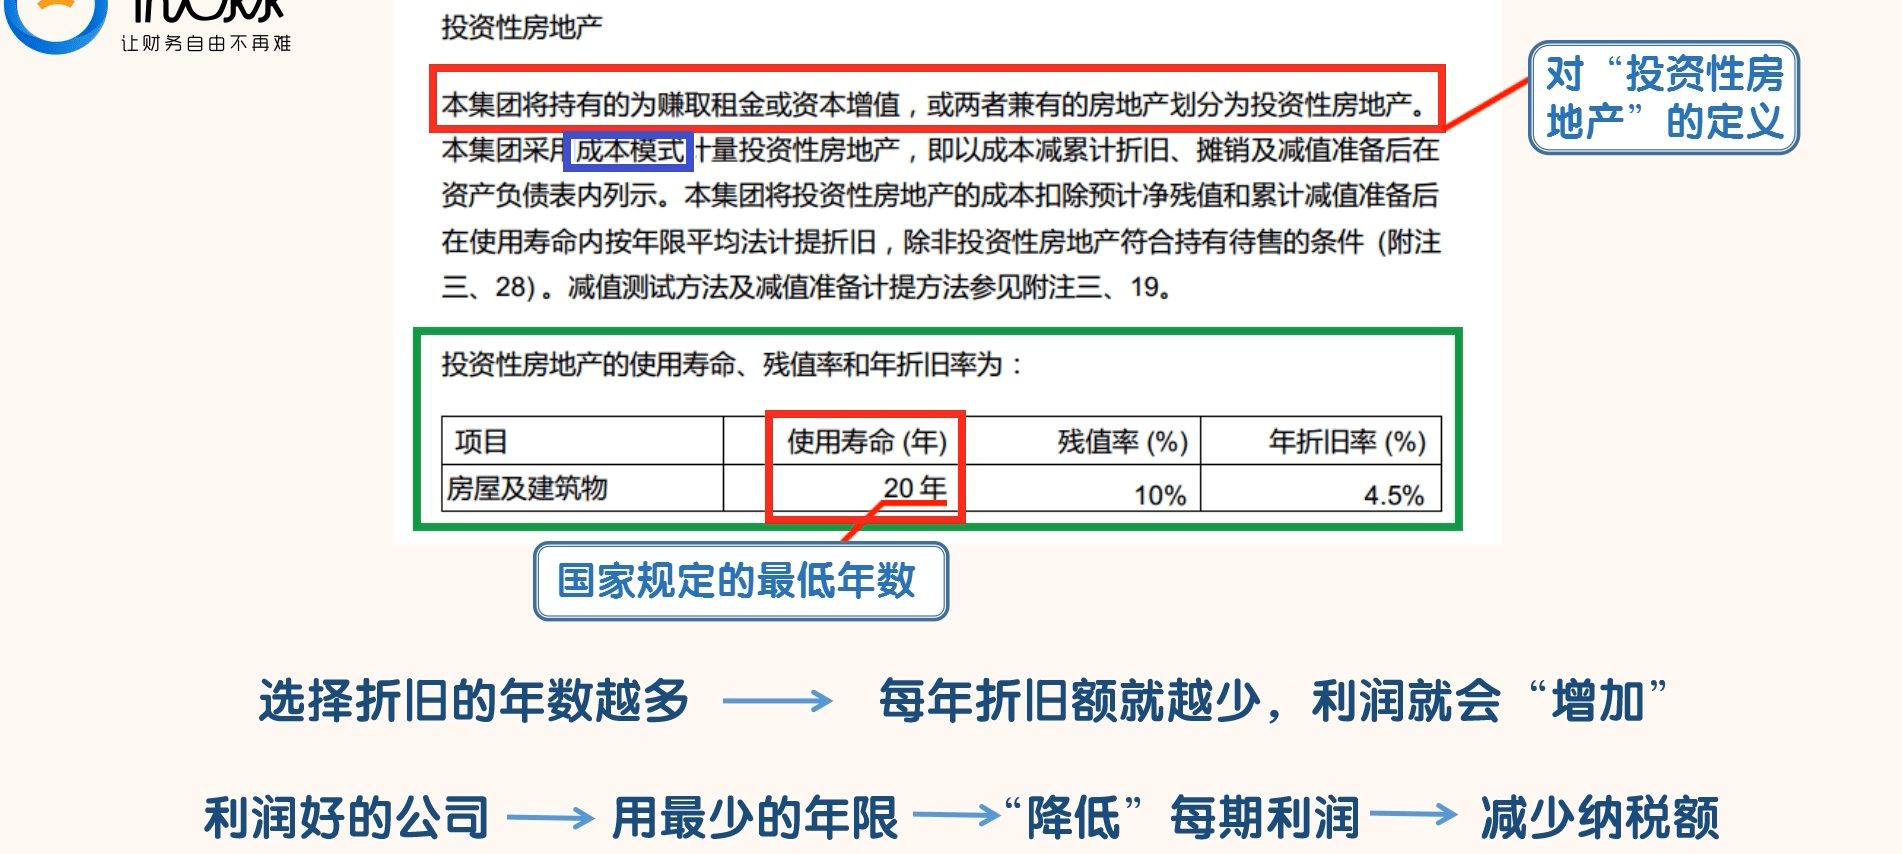 让财务自由不再难
投资性房地产
本集团将持有的为赚取租金或资本增值，或两者兼有的房地产划分为投资性房地产。
对“投资性房
地产”的定义
本集团采用成本模式计量投资性房地产，即以成本减累计折旧、摊销及减值准备后在
资产负债表内列示。本集团将投资性房地产的成本扣除预计净残值和累计减值准备后
在使用寿命内按年限平均法计提折旧，除非投资性房地产符合持有待售的条件 (附注
三、28) 。减值测试方法及减值准备计提方法参见附注三、19。
投资性房地产的使用寿命、残值率和年折旧率为：
项目 使用寿命 (年) 残值率 (%) 年折旧率 (%)
房屋及建筑物 20 年 10% 4.5%
国家规定的最低年数
选择折旧的年数越多 每年折旧额就越少，利润就会“增加”
利润好的公司 用最少的年限 “降低”每期利润 减少纳税额